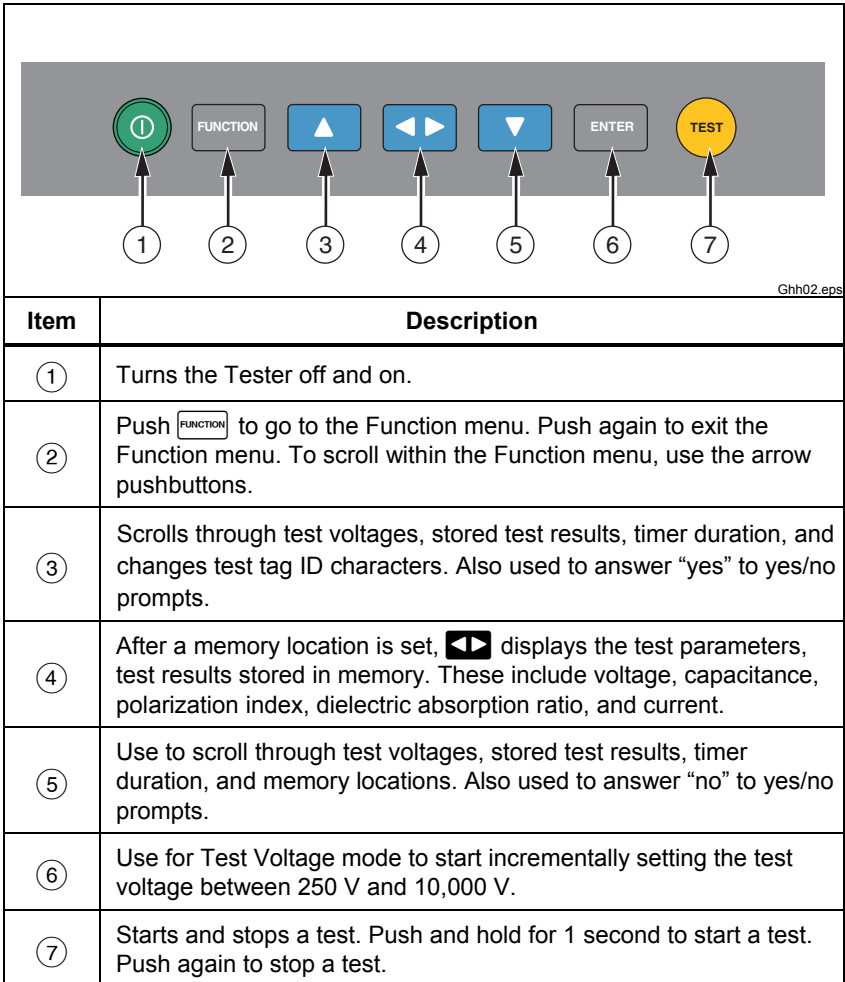 FUNCTION
ENTER
TEST
1 2 3 4 5 6 7
Ghh02.eps
Item Description
1 Turns the Tester off and on.
2 Push FUNCTION to go to the Function menu. Push again to exit the
Function menu. To scroll within the Function menu, use the arrow
pushbuttons.
3 Scrolls through test voltages, stored test results, timer duration, and
changes test tag ID characters. Also used to answer “yes” to yes/no
prompts.
4 After a memory location is set, displays the test parameters,
test results stored in memory. These include voltage, capacitance,
polarization index, dielectric absorption ratio, and current.
5 Use to scroll through test voltages, stored test results, timer
duration, and memory locations. Also used to answer “no” to yes/no
prompts.
6 Use for Test Voltage mode to start incrementally setting the test
voltage between 250 V and 10,000 V.
7 Starts and stops a test. Push and hold for 1 second to start a test.
Push again to stop a test.